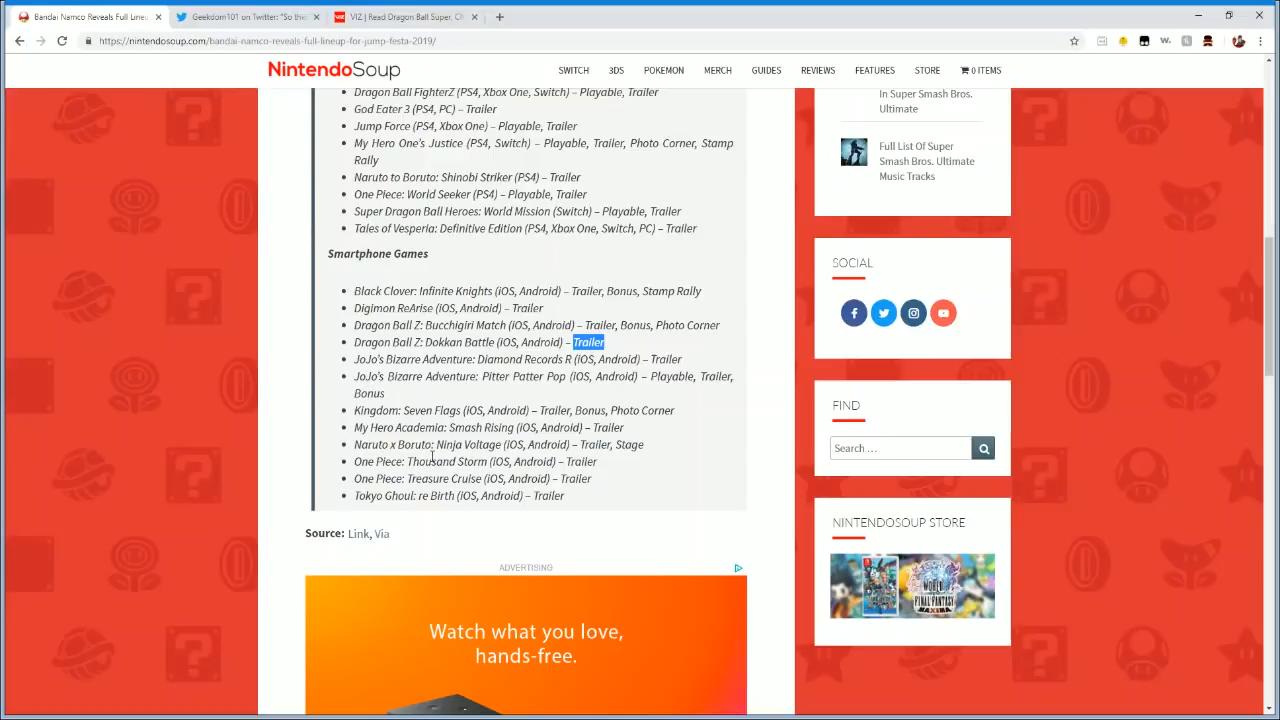 Bandai Namco Reveals Full Lineu
Geekdom101 on Twitter: "So the
VIZ | Read Dragon Ball Super, Ch
https://nintendosoup.com/bandai-namco-reveals-full-lineup-for-jump-festa-2019/
NintendoSoup
SWITCH
3DS
POKEMON
MERCH
GUIDES
REVIEWS
FEATURES
STORE
0 ITEMS
Dragon Ball FighterZ (PS4, Xbox One, Switch) – Playable, Trailer
God Eater 3 (PS4, PC) – Trailer
Jump Force (PS4, Xbox One) – Playable, Trailer
My Hero One's Justice (PS4, Switch) – Playable, Trailer, Photo Corner, Stamp
Rally
Naruto to Boruto: Shinobi Striker (PS4) – Trailer
One Piece: World Seeker (PS4) – Playable, Trailer
Super Dragon Ball Heroes: World Mission (Switch) – Playable, Trailer
Tales of Vesperia: Definitive Edition (PS4, Xbox One, Switch, PC) – Trailer
Smartphone Games
Black Clover: Infinite Knights (iOS, Android) – Trailer, Bonus, Stamp Rally
Digimon ReArise (iOS, Android) – Trailer
Dragon Ball Z: Bucchigiri Match (iOS, Android) – Trailer, Bonus, Photo Corner
Dragon Ball Z: Dokkan Battle (iOS, Android) – Trailer
JoJo's Bizarre Adventure: Diamond Records R (iOS, Android) – Trailer
JoJo's Bizarre Adventure: Pitter Patter Pop (iOS, Android) – Playable, Trailer,
Bonus
Kingdom: Seven Flags (iOS, Android) – Trailer, Bonus, Photo Corner
My Hero Academia: Smash Rising (iOS, Android) – Trailer
Naruto x Boruto: Ninja Voltage (iOS, Android) – Trailer, Stage
One Piece: Thousand Storm (iOS, Android) – Trailer
One Piece: Treasure Cruise (iOS, Android) – Trailer
Tokyo Ghoul: re Birth (iOS, Android) – Trailer
Source: Link, Via
ADVERTISING
Watch what you love,
hands-free.
In Super Smash Bros.
Ultimate
Full List Of Super
Smash Bros. Ultimate
Music Tracks
SOCIAL
FIND
Search …
NINTENDOSOUP STORE
WORLD
FINAL FANTASY
MAXIMA